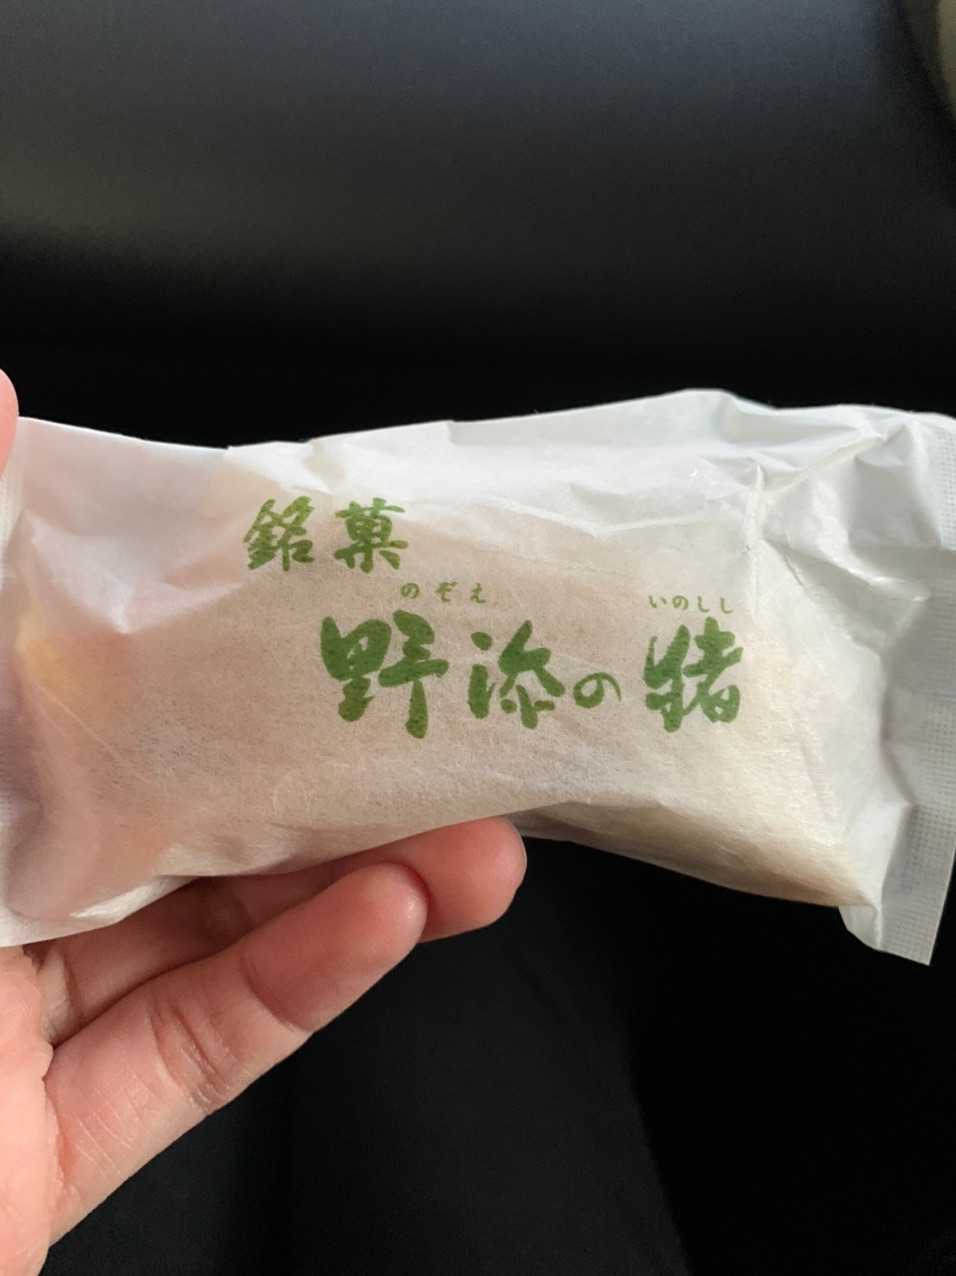 銘菓
のぞえ いのしし
野添の猪